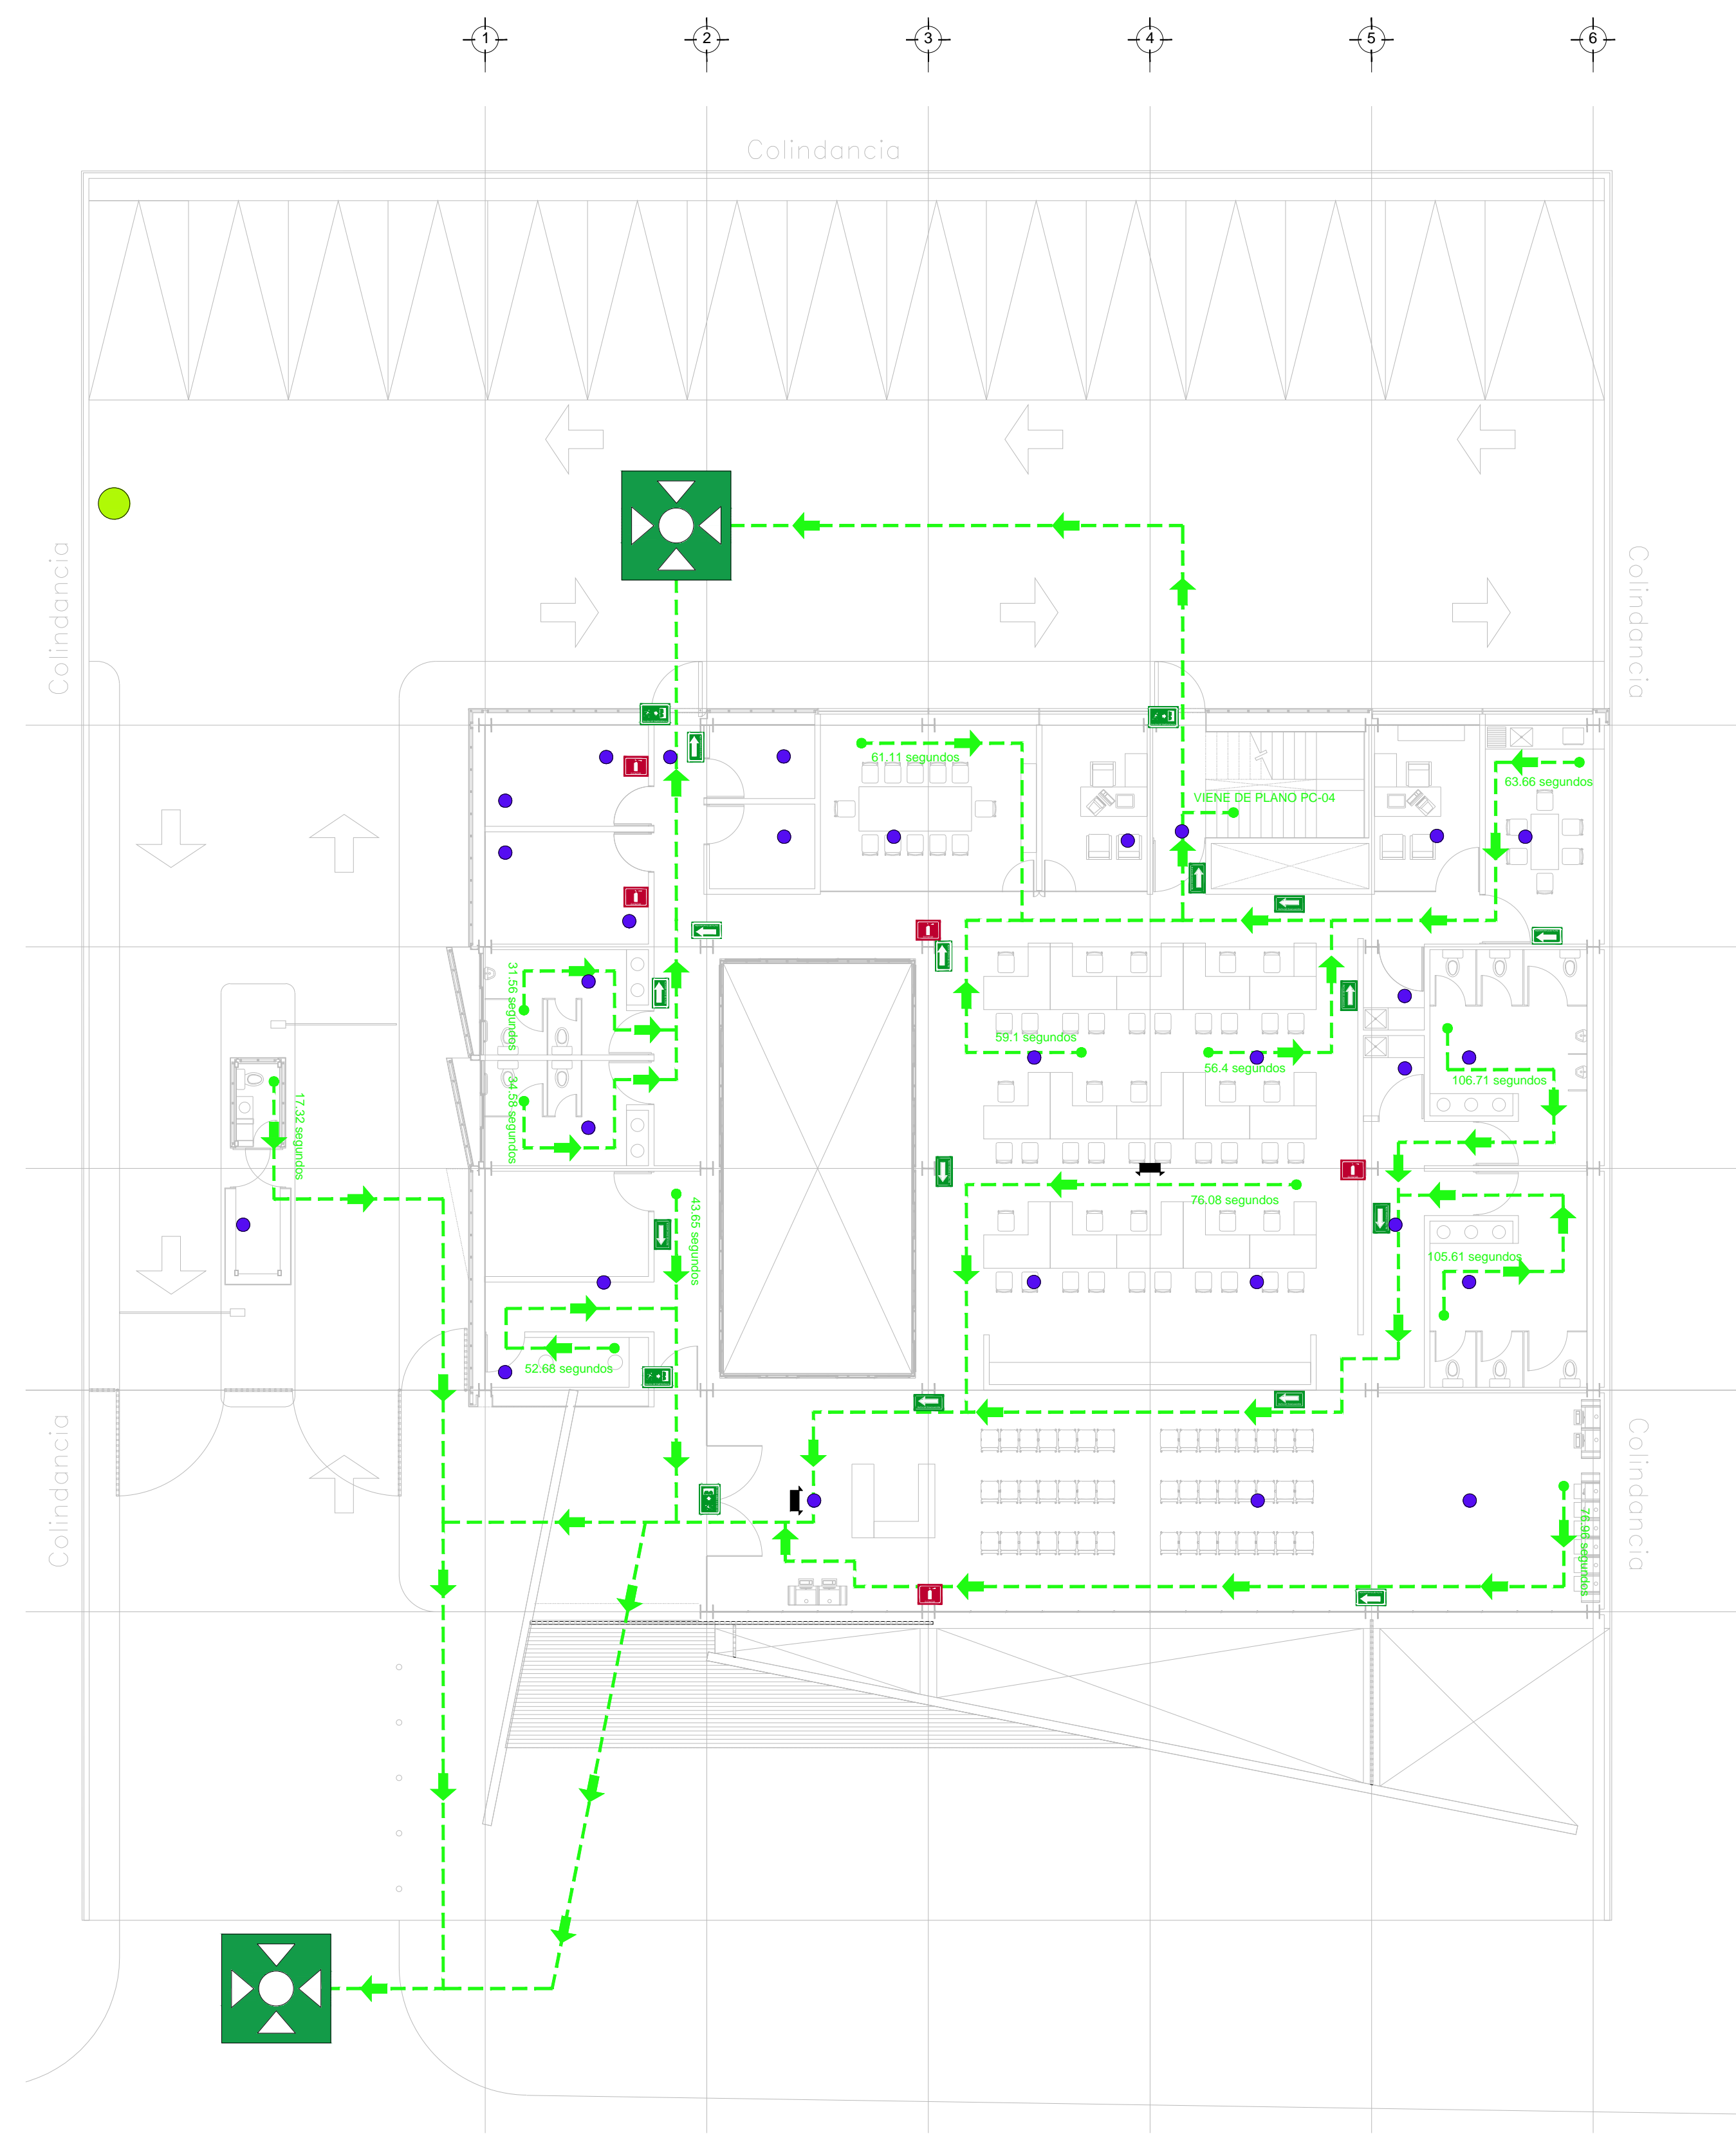 1
2
3
4
5
6
Colindancia
Colindancia
Colindancia
61.11 segundos
63.66 segundos
VIENE DE PLANO PC-04
31.56 segundos
59.1 segundos
56.4 segundos
106.71 segundos
34.58 segundos
17.32 segundos
76.08 segundos
43.65 segundos
105.61 segundos
52.68 segundos
Colindancia
Colindancia
76.96 segundos